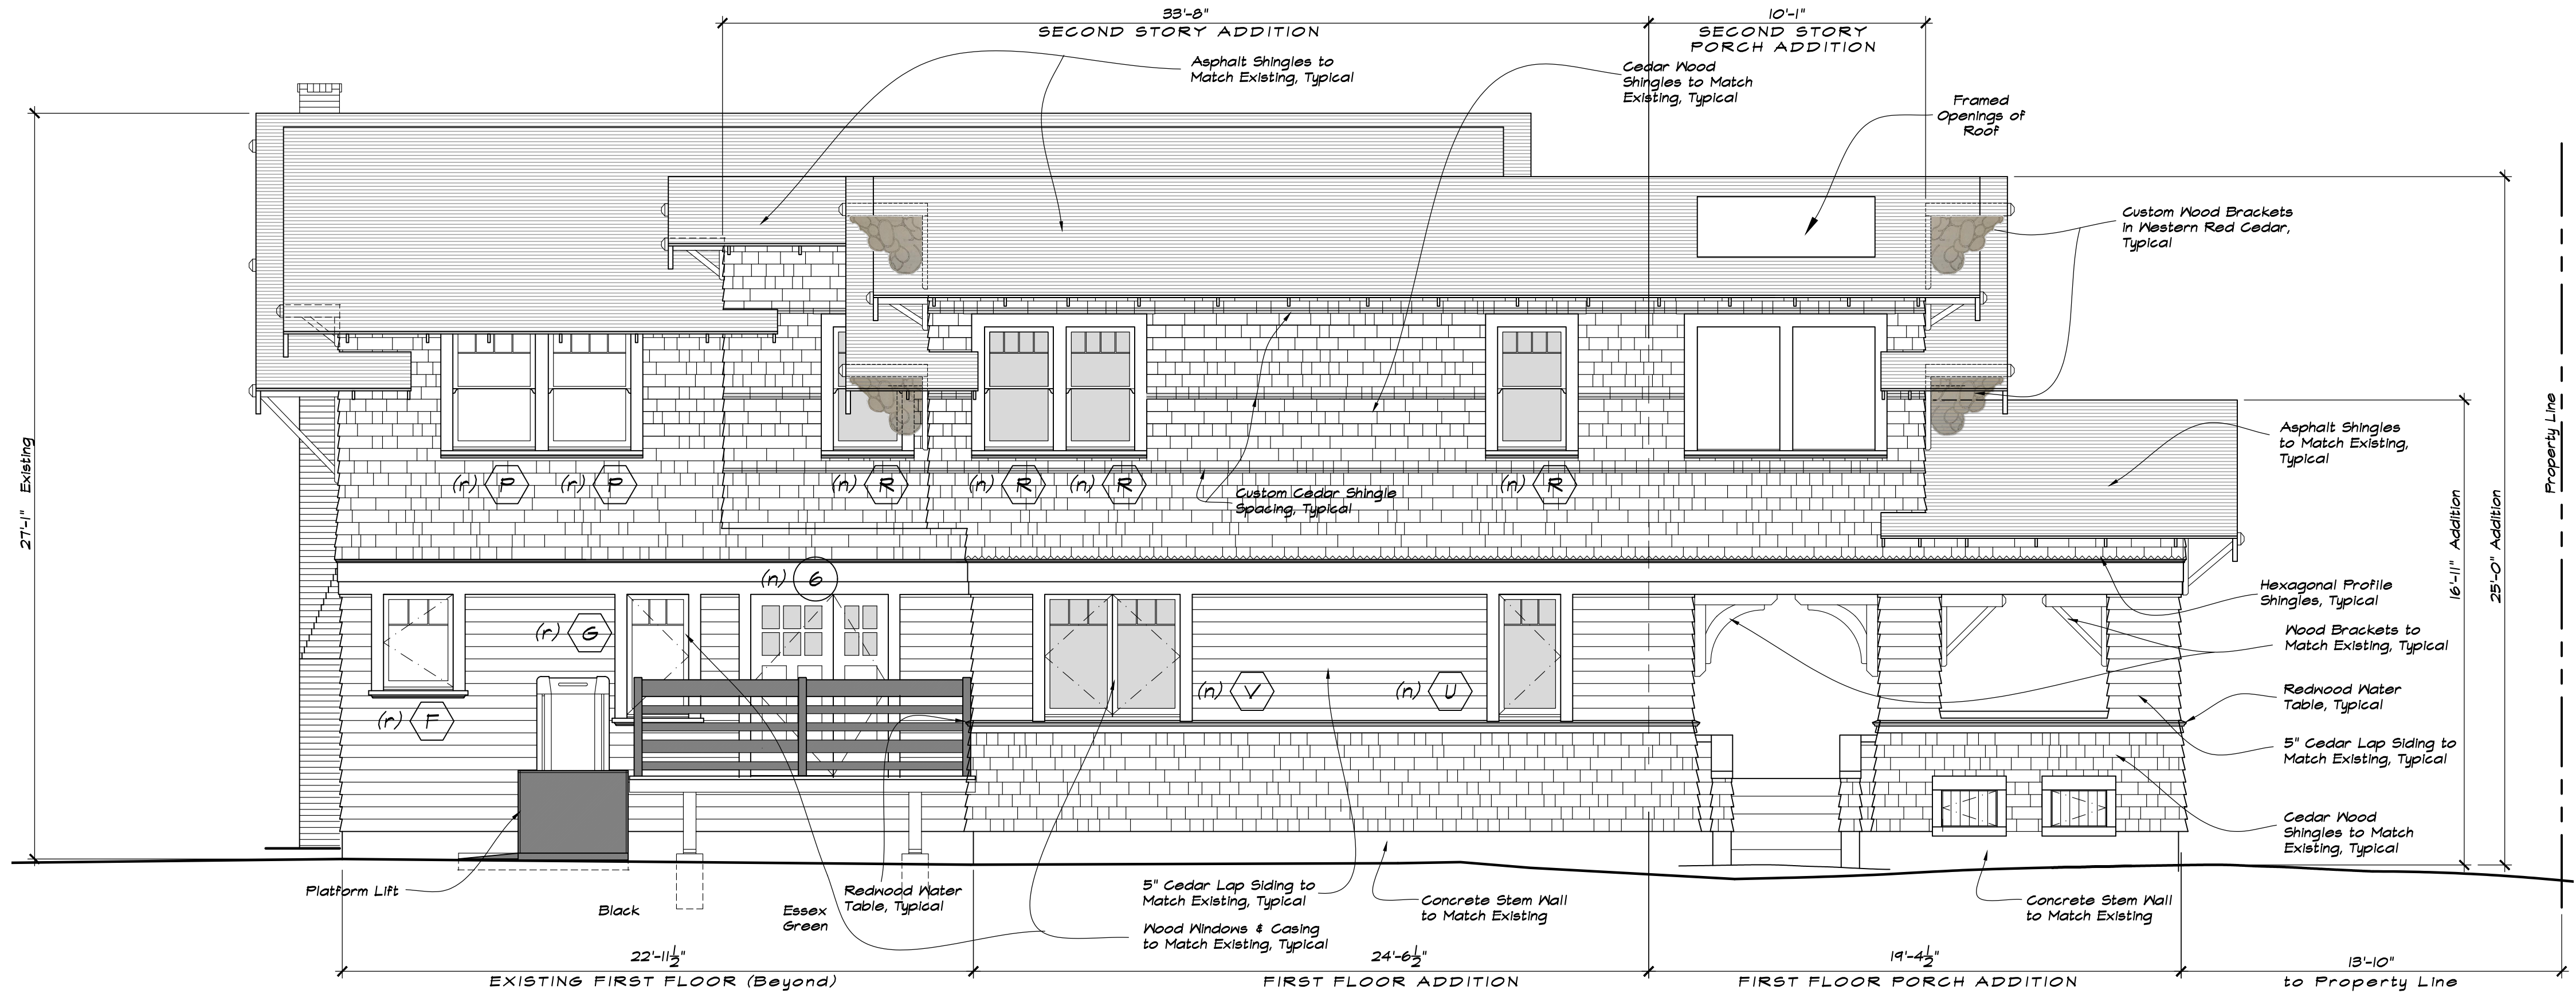 33'-8"
SECOND STORY ADDITION
10'-1"
SECOND STORY
PORCH ADDITION
Asphalt Shingles to
Match Existing, Typical
Cedar Wood
Shingles to Match
Existing, Typical
Framed
Openings of
Roof
Custom Wood Brackets
in Western Red Cedar,
Typical
27'-1" Existing
Property Line
Asphalt Shingles
to Match Existing,
Typical
16'-11" Addition
25'-0" Addition
(r) P
(r) P
(n) R
(n) R
(n) R
(n) R
Custom Cedar Shingle
Spacing, Typical
(n) 6
(r) G
(r) F
(n) V
(n) U
Hexagonal Profile
Shingles, Typical
Wood Brackets to
Match Existing, Typical
Redwood Water
Table, Typical
5" Cedar Lap Siding to
Match Existing, Typical
Cedar Wood
Shingles to Match
Existing, Typical
Platform Lift
Black
Essex
Green
Redwood Water
Table, Typical
5" Cedar Lap Siding to
Match Existing, Typical
Wood Windows & Casing
to Match Existing, Typical
Concrete Stem Wall
to Match Existing
Concrete Stem Wall
to Match Existing
22'-11½"
EXISTING FIRST FLOOR (Beyond)
24'-6½"
FIRST FLOOR ADDITION
19'-4½"
FIRST FLOOR PORCH ADDITION
13'-10"
to Property Line